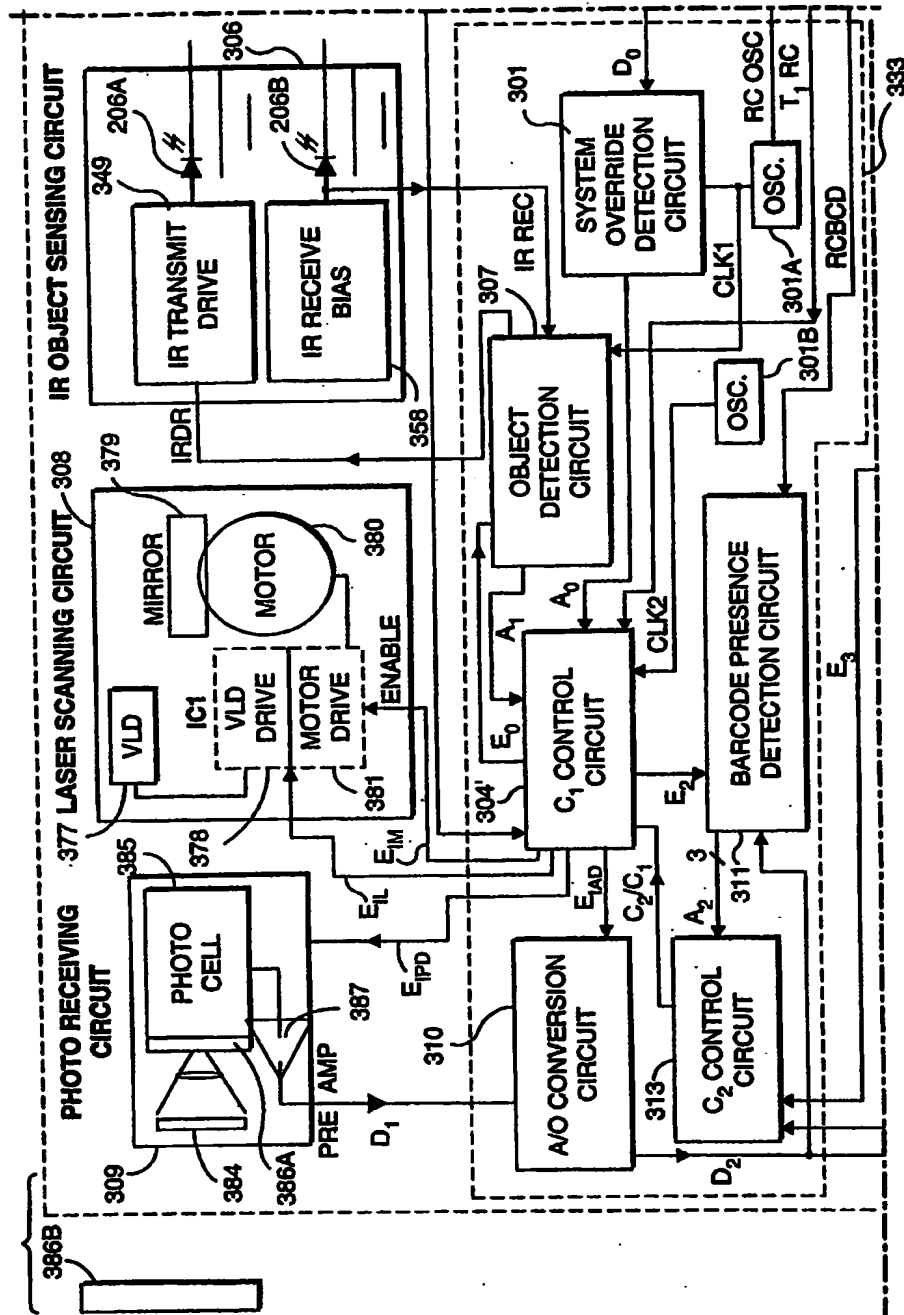 386B
PHOTO RECEIVING
CIRCUIT
377 LASER SCANNING CIRCUIT 308
IR OBJECT SENSING CIRCUIT
309
384
386A
PHOTO
CELL
385
387
PRE AMP
D1
EIPD
EIL
EIM
VLD
378
IC1
VLD
DRIVE
MOTOR
DRIVE
381
ENABLE
MIRROR
379
MOTOR
380
IRDR
IR TRANSMIT
DRIVE
349
IR RECEIVE
BIAS
358
206A
206B
306
310
A/O CONVERSION
CIRCUIT
EIAD
304'
C1 CONTROL
CIRCUIT
E0
A1
A0
CLK2
OBJECT
DETECTION
CIRCUIT
307
IR REC
SYSTEM
OVERRIDE
DETECTION
CIRCUIT
301
D0
CLK1
OSC.
301A
RC OSC
T1 RC
OSC.
301B
RCBCD
333
313
C2 CONTROL
CIRCUIT
C2/C1
D2
A2
3
311
E2
BARCODE PRESENCE
DETECTION CIRCUIT
E3